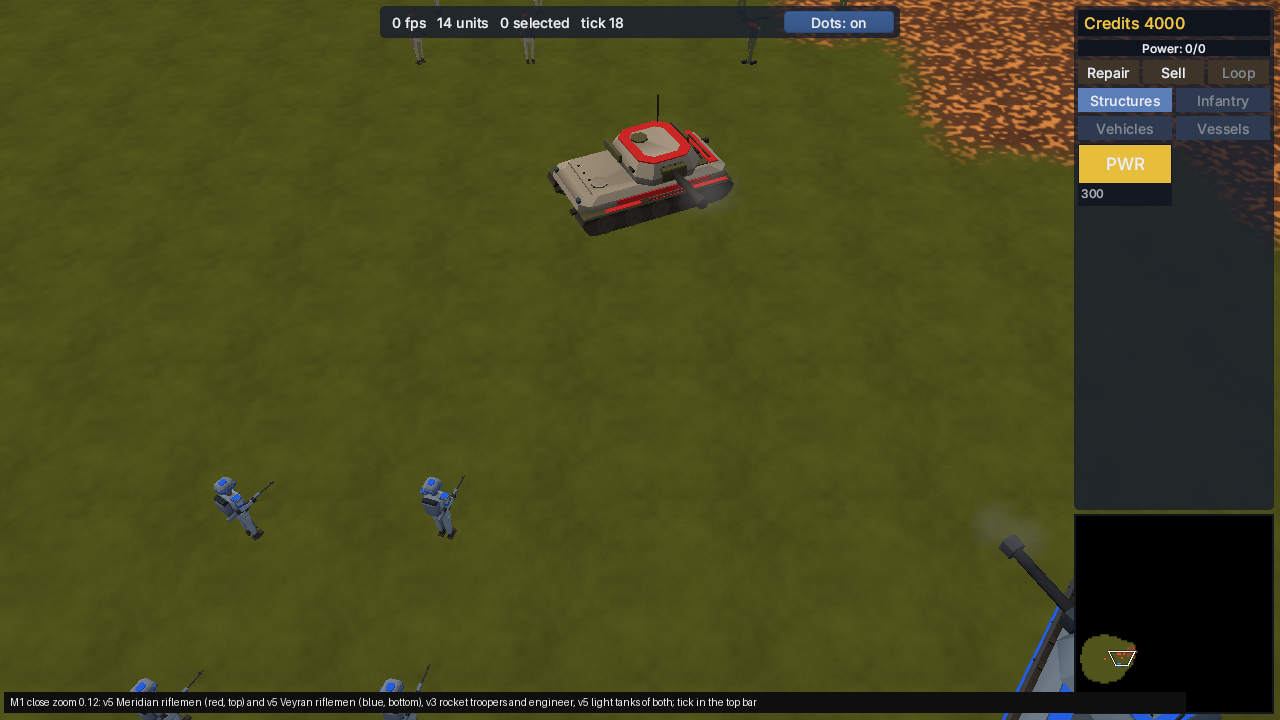 0 fps 14 units 0 selected tick 18
Dots: on
Credits 4000
Power: 0/0
Repair Sell Loop
Structures Infantry
Vehicles Vessels
PWR
300
M1 close zoom 0.12: v5 Meridian riflemen (red, top) and v5 Veyran riflemen (blue, bottom), v3 rocket troopers and engineer, v5 light tanks of both; tick in the top bar